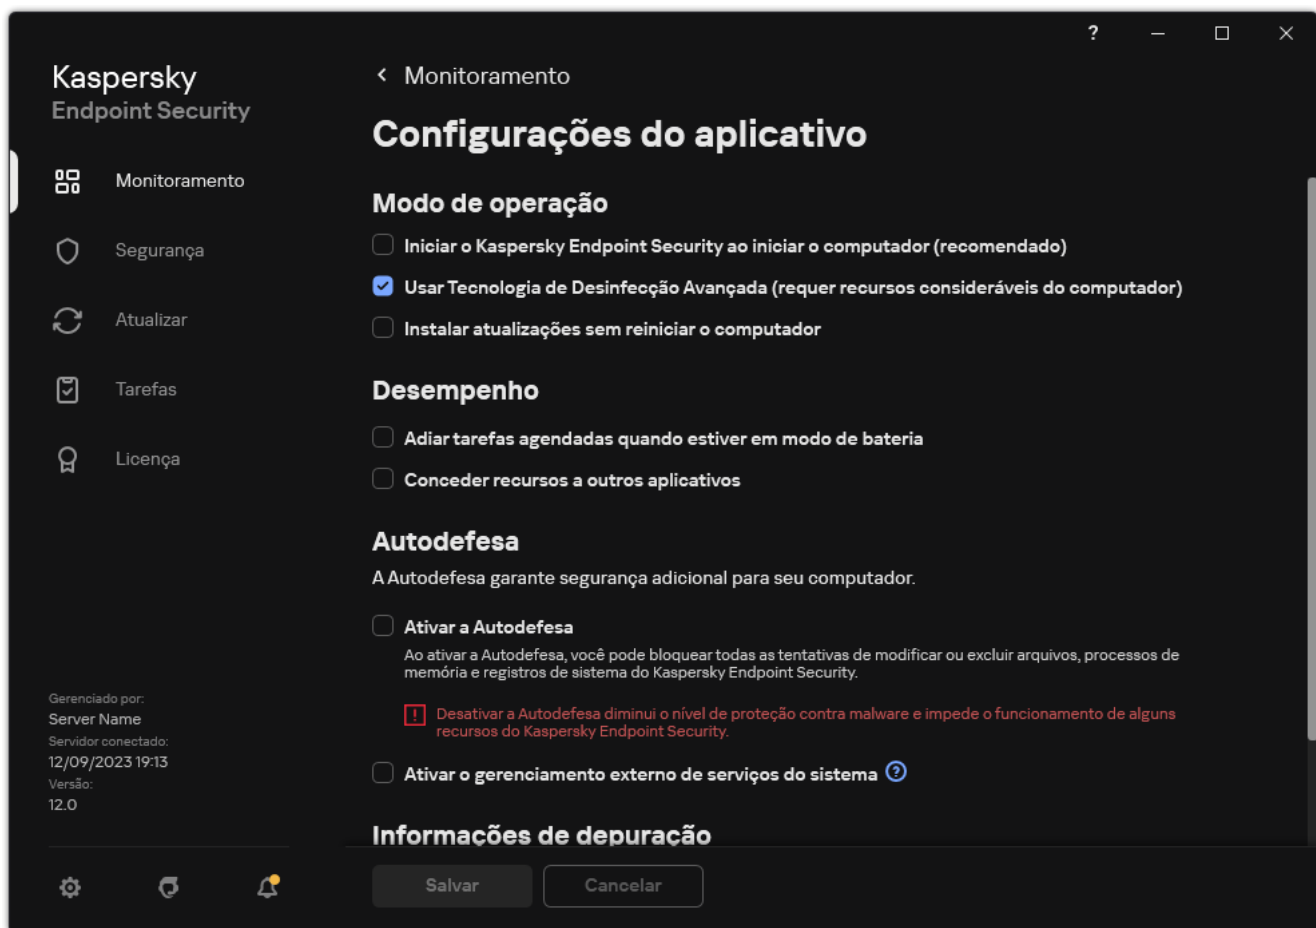 ?
Kaspersky
Endpoint Security
Monitoramento
Segurança
Atualizar
Tarefas
Licença
Gerenciado por:
Server Name
Servidor conectado:
12/09/2023 19:13
Versão:
12.0
Monitoramento
Configurações do aplicativo
Modo de operação
Iniciar o Kaspersky Endpoint Security ao iniciar o computador (recomendado)
Usar Tecnologia de Desinfecção Avançada (requer recursos consideráveis do computador)
Instalar atualizações sem reiniciar o computador
Desempenho
Adiar tarefas agendadas quando estiver em modo de bateria
Conceder recursos a outros aplicativos
Autodefesa
A Autodefesa garante segurança adicional para seu computador.
Ativar a Autodefesa
Ao ativar a Autodefesa, você pode bloquear todas as tentativas de modificar ou excluir arquivos, processos de
memória e registros de sistema do Kaspersky Endpoint Security.
Desativar a Autodefesa diminui o nível de proteção contra malware e impede o funcionamento de alguns
recursos do Kaspersky Endpoint Security.
Ativar o gerenciamento externo de serviços do sistema ?
Informações de depuração
Salvar
Cancelar